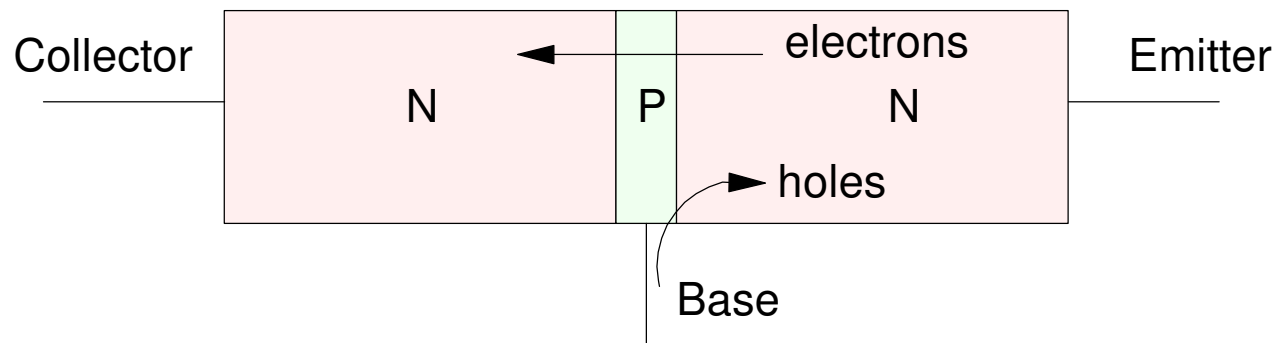 Collector
electrons
Emitter
N
P
N
holes
Base